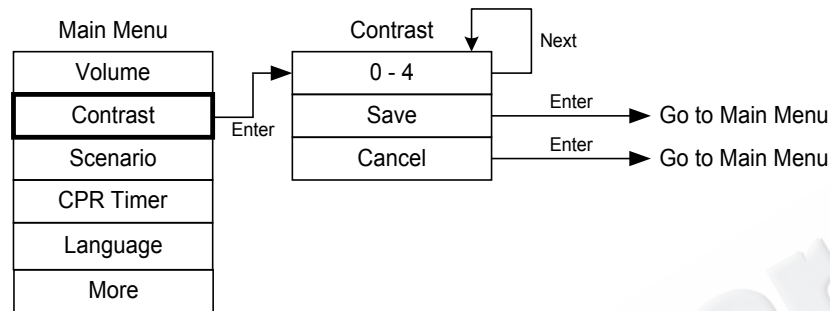 Main Menu
Volume
Contrast
Scenario
CPR Timer
Language
More
Enter
Contrast
0 - 4
Save
Cancel
Next
Enter
Go to Main Menu
Enter
Go to Main Menu